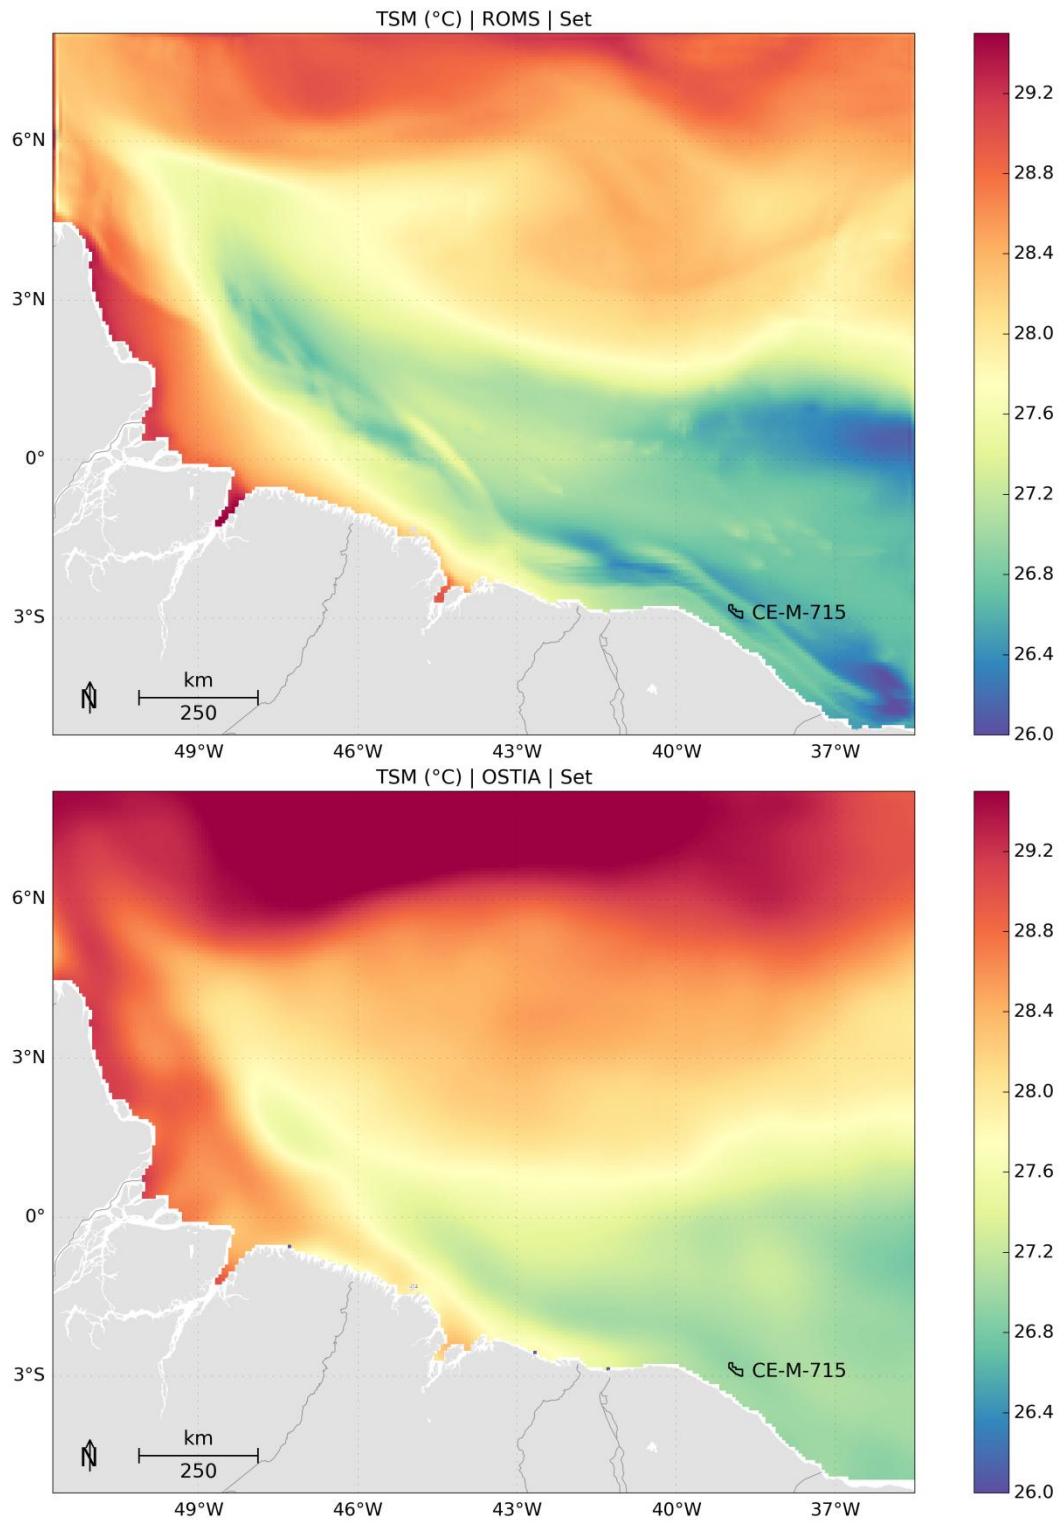 TSM (°C) | ROMS | Set
6°N
3°N
0°
3°S
CE-M-715
N
km
250
49°W 46°W 43°W 40°W 37°W
29.2
28.8
28.4
28.0
27.6
27.2
26.8
26.4
26.0
TSM (°C) | OSTIA | Set
6°N
3°N
0°
3°S
CE-M-715
N
km
250
49°W 46°W 43°W 40°W 37°W
29.2
28.8
28.4
28.0
27.6
27.2
26.8
26.4
26.0